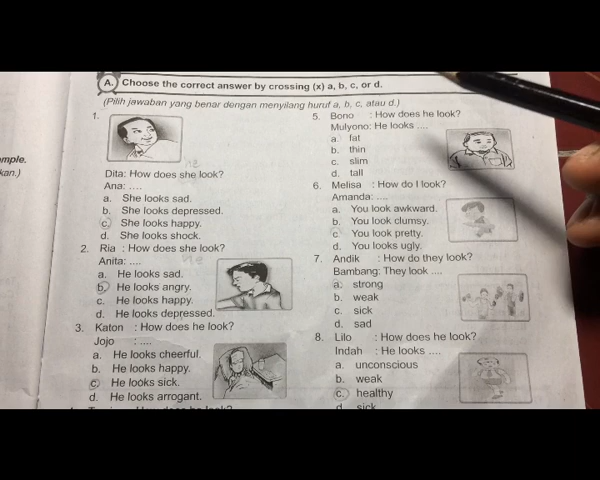 A. Choose the correct answer by crossing (x) a, b, c, or d.
(Pilih jawaban yang benar dengan menyilang huruf a, b, c, atau d.)
1.
Dita: How does she look?
Ana: ....
a. She looks sad.
b. She looks depressed.
c. She looks happy.
d. She looks shock.
2. Ria : How does she look?
Anita: ....
a. He looks sad.
b. He looks angry.
c. He looks happy.
d. He looks depressed.
3. Katon : How does he look?
Jojo : ....
a. He looks cheerful.
b. He looks happy.
c. He looks sick.
d. He looks arrogant.
5. Bono : How does he look?
Mulyono: He looks ....
a. fat
b. thin
c. slim
d. tall
6. Melisa : How do I look?
Amanda: ....
a. You look awkward.
b. You look clumsy.
c. You look pretty.
d. You looks ugly.
7. Andik : How do they look?
Bambang: They look ....
a. strong
b. weak
c. sick
d. sad
8. Lilo : How does he look?
Indah : He looks ....
a. unconscious
b. weak
c. healthy
d. sick